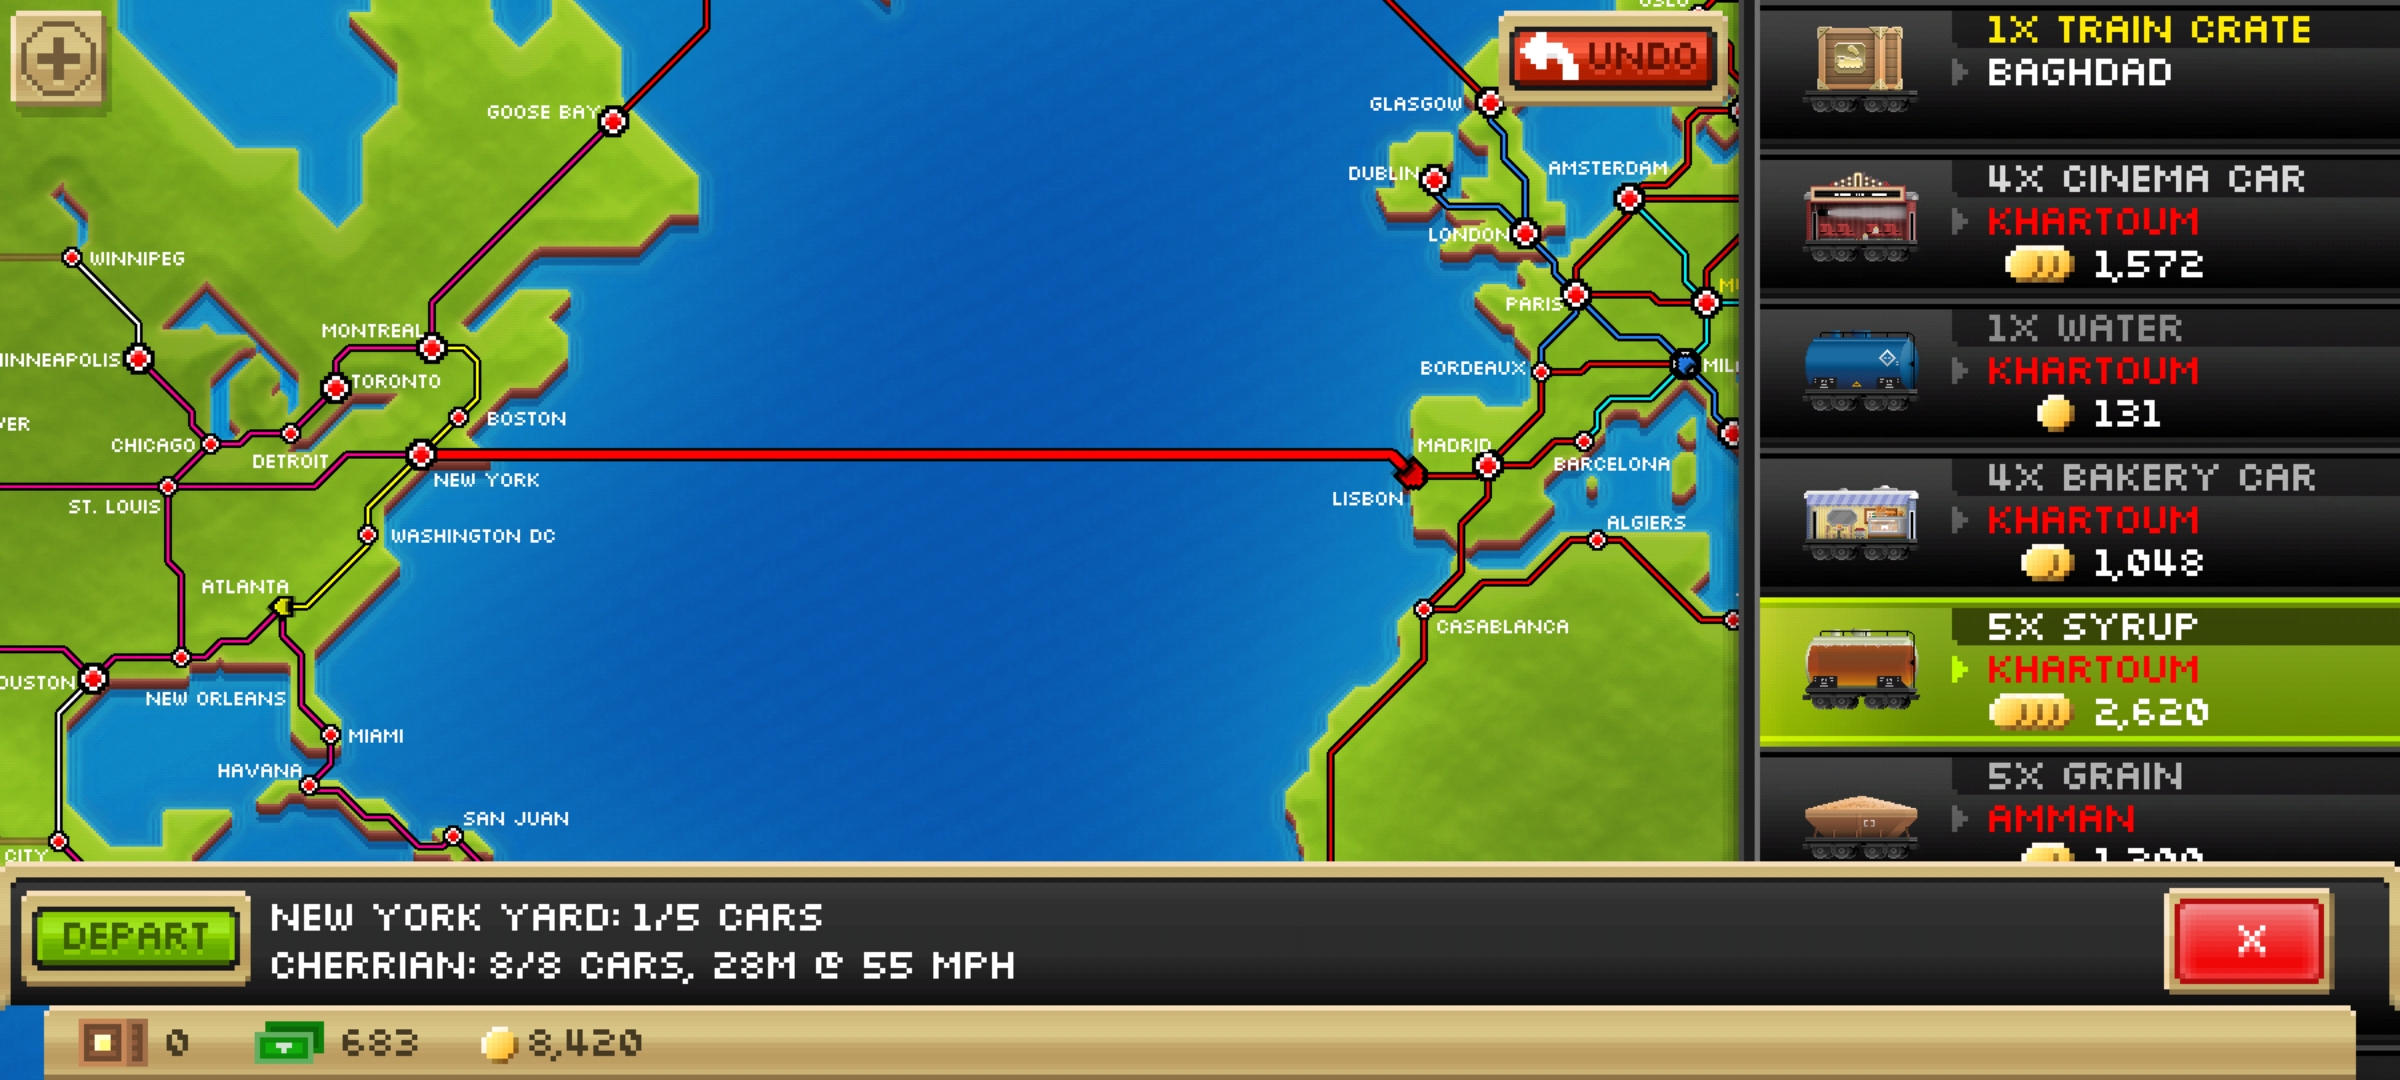 OSLO
UNDO
GLASGOW
GOOSE BAY
DUBLIN
AMSTERDAM
LONDON
WINNIPEG
PARIS
MONTREAL
MINNEAPOLIS
TORONTO
BORDEAUX
BOSTON
CHICAGO
DETROIT
MADRID
BARCELONA
NEW YORK
LISBON
ST. LOUIS
WASHINGTON DC
ALGIERS
ATLANTA
CASABLANCA
HOUSTON
NEW ORLEANS
MIAMI
HAVANA
SAN JUAN
CITY
1X TRAIN CRATE
BAGHDAD
4X CINEMA CAR
KHARTOUM
1,572
1X WATER
KHARTOUM
131
4X BAKERY CAR
KHARTOUM
1,048
5X SYRUP
KHARTOUM
2,620
5X GRAIN
AMMAN
DEPART
NEW YORK YARD: 1/5 CARS
CHERRIAN: 8/8 CARS, 28M @ 55 MPH
X
0
683
8,420